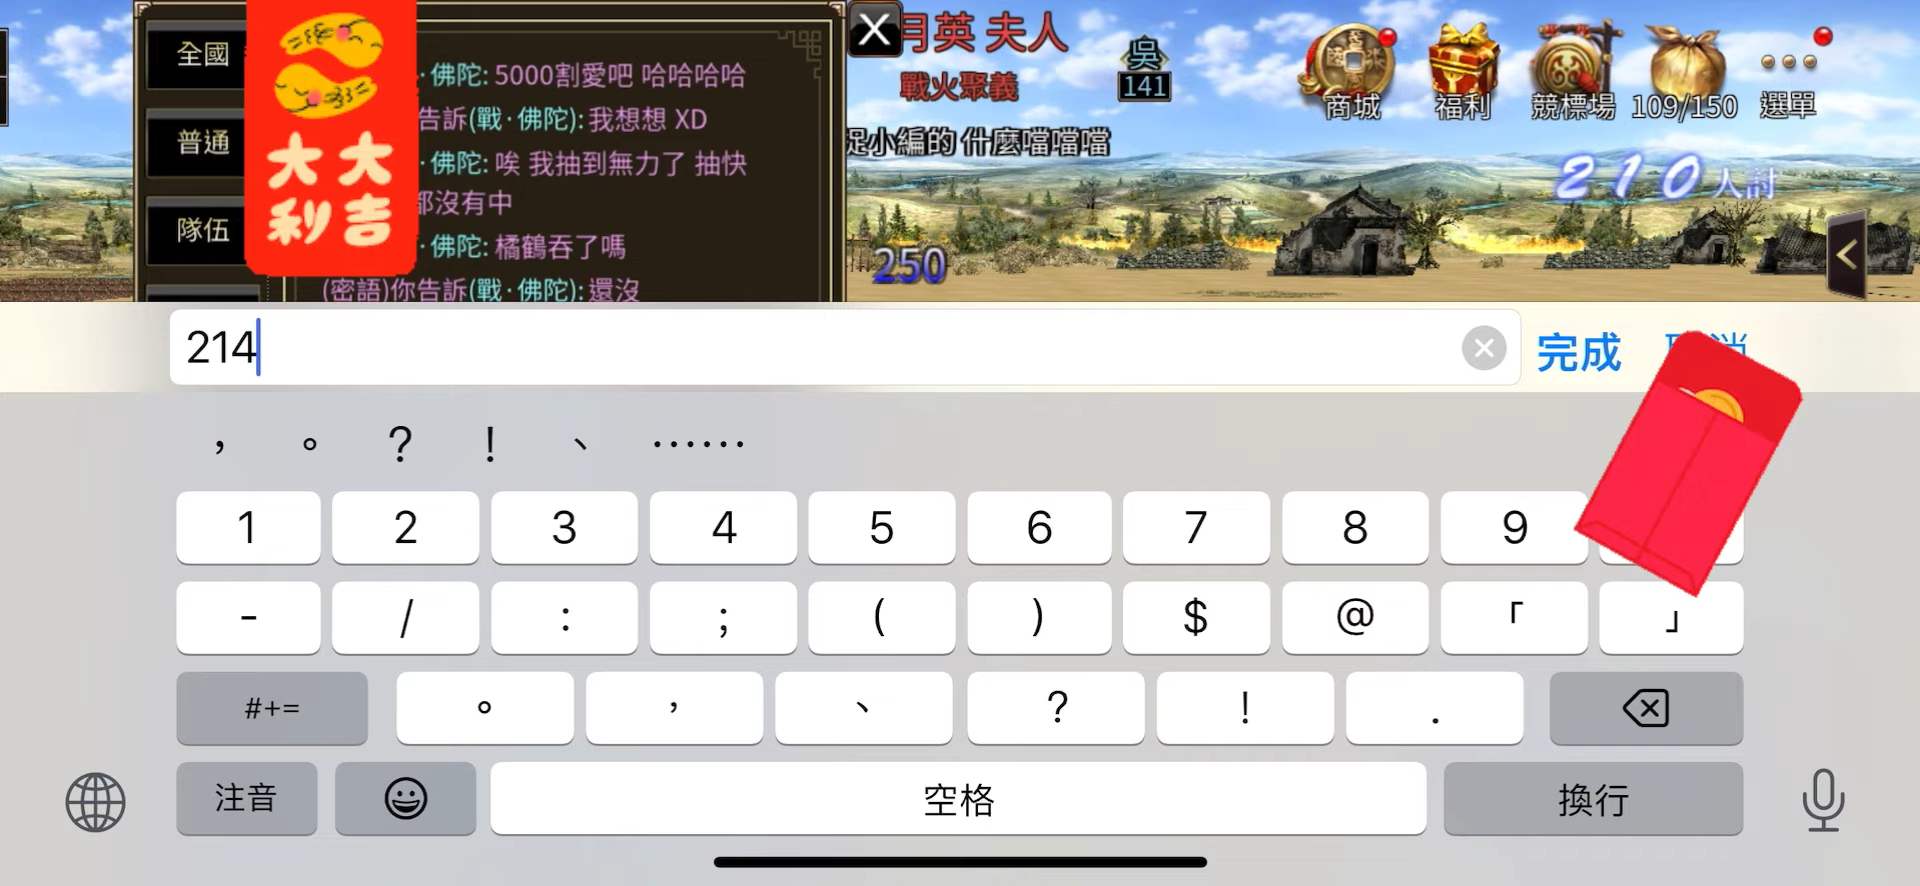 全國
普通
隊伍
大 大
利 吉
·佛陀: 5000割愛吧 哈哈哈哈
告訴(戰·佛陀): 我想想 XD
·佛陀: 唉 我抽到無力了 抽快
都沒有中
·佛陀: 橘鶴吞了嗎
(密語)你告訴(戰·佛陀): 還沒
X
月英 夫人
戰火聚義
吳
141
小編的 什麼噹噹噹
250
商城
福利
競標場
109/150
選單
210人討
214
完成
取消
， 。 ? ! 、 ……
1 2 3 4 5 6 7 8 9
- / : ; ( ) $ @ 「 」
#+= 。 ， 、 ? ! .
注音 空格 換行